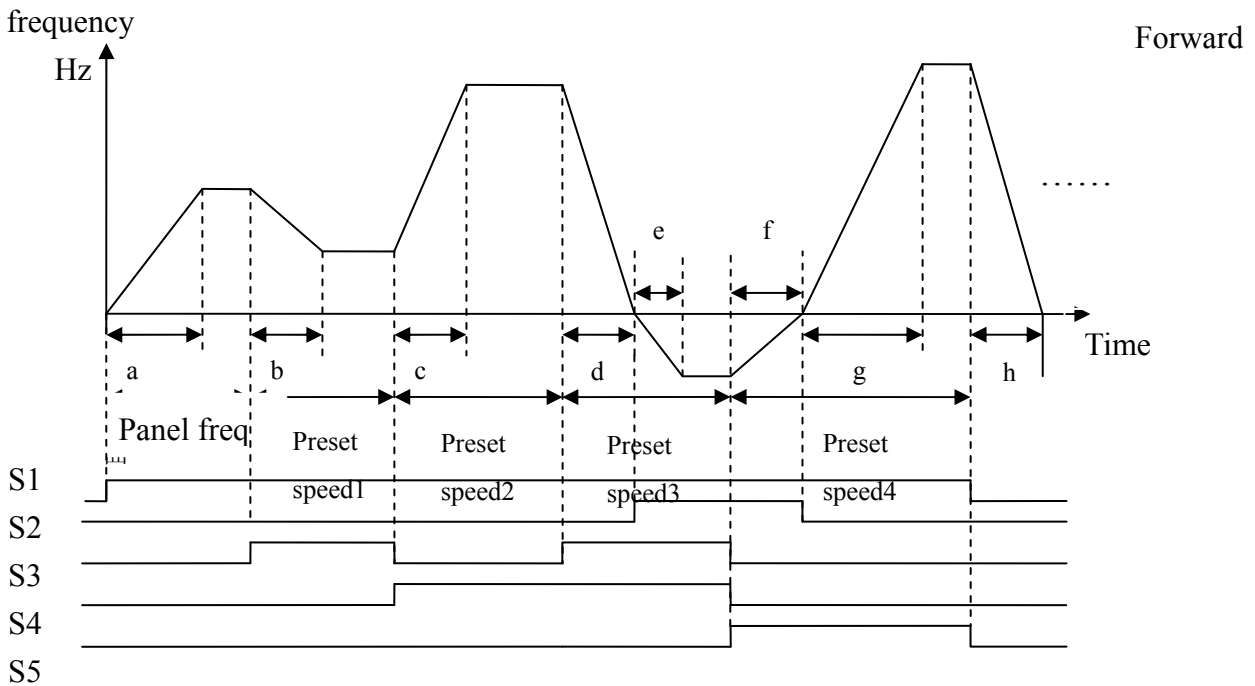 frequency
Hz
Forward
......
e f
Time
a b c d g h
Panel freq
Preset Preset Preset Preset
speed1 speed2 speed3 speed4
S1
S2
S3
S4
S5